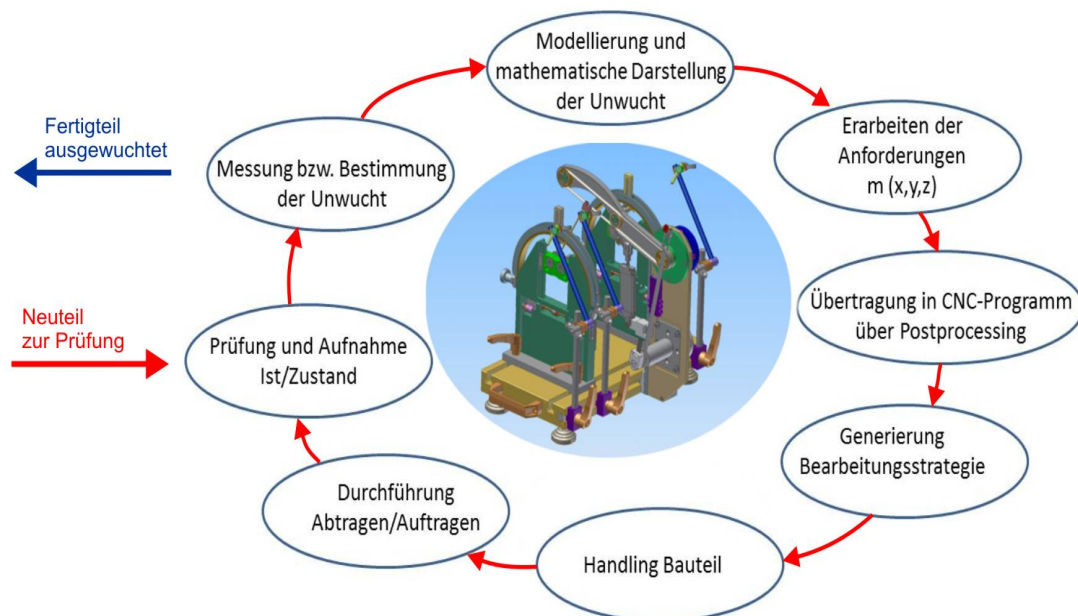 Modellierung und
mathematische Darstellung
der Unwucht
Erarbeiten der
Anforderungen
m (x,y,z)
Übertragung in CNC-Programm
über Postprocessing
Generierung
Bearbeitungsstrategie
Handling Bauteil
Durchführung
Abtragen/Auftragen
Prüfung und Aufnahme
Ist/Zustand
Messung bzw. Bestimmung
der Unwucht
Fertigteil
ausgewuchtet
Neuteil
zur Prüfung